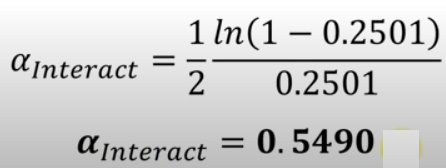 α_Interact = 1/2 ln(1 − 0.2501)/0.2501
α_Interact = 0.5490